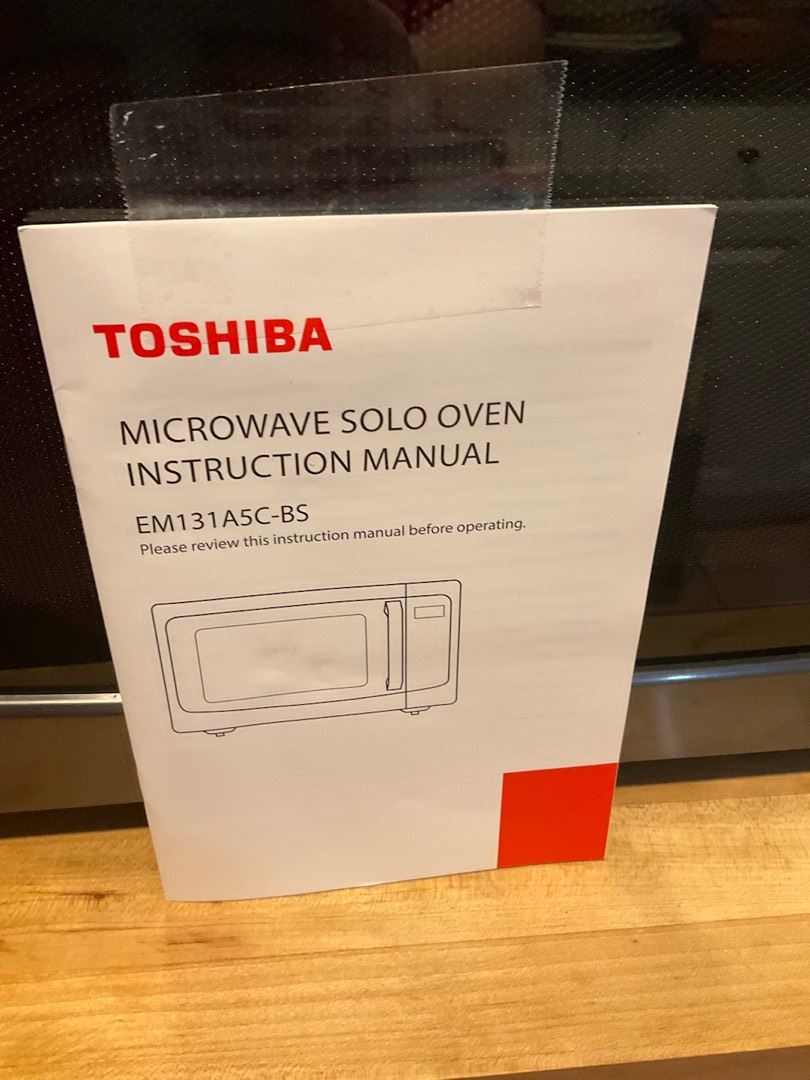 TOSHIBA
MICROWAVE SOLO OVEN
INSTRUCTION MANUAL
EM131A5C-BS
Please review this instruction manual before operating.